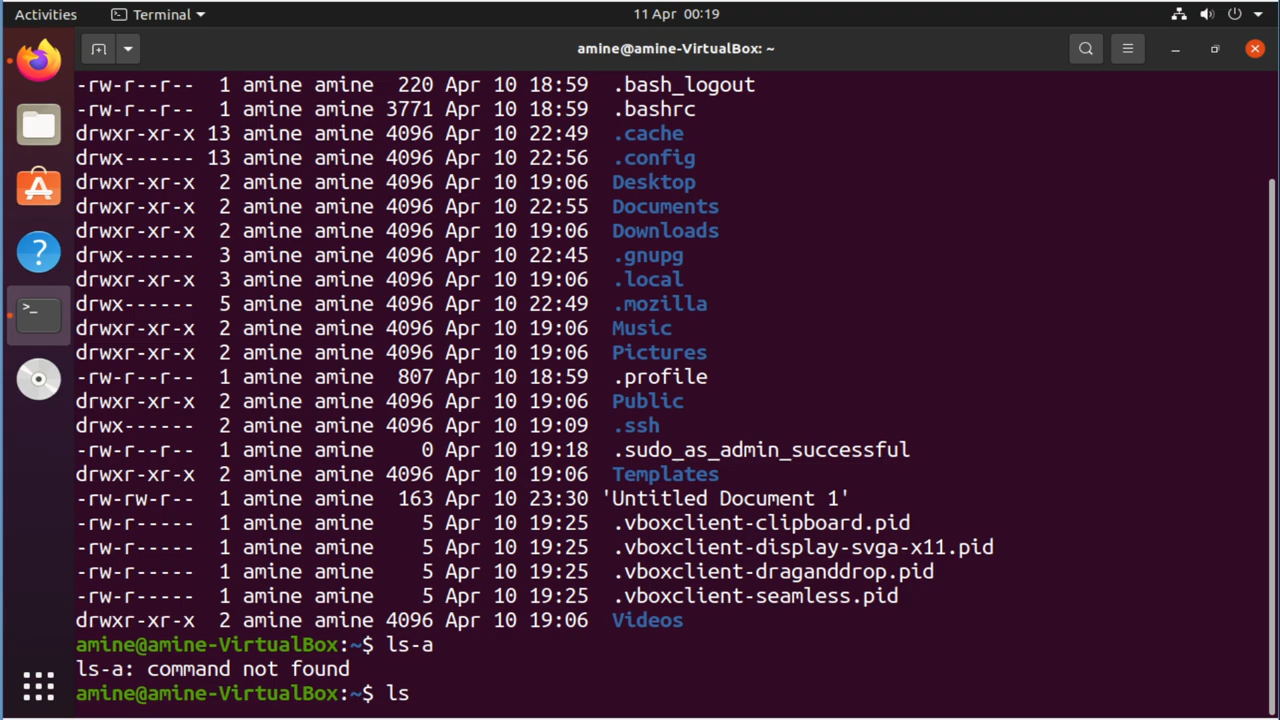 Activities Terminal 11 Apr 00:19
amine@amine-VirtualBox: ~
-rw-r--r-- 1 amine amine 220 Apr 10 18:59 .bash_logout
-rw-r--r-- 1 amine amine 3771 Apr 10 18:59 .bashrc
drwxr-xr-x 13 amine amine 4096 Apr 10 22:49 .cache
drwx------ 13 amine amine 4096 Apr 10 22:56 .config
drwxr-xr-x 2 amine amine 4096 Apr 10 19:06 Desktop
drwxr-xr-x 2 amine amine 4096 Apr 10 22:55 Documents
drwxr-xr-x 2 amine amine 4096 Apr 10 19:06 Downloads
drwx------ 3 amine amine 4096 Apr 10 22:45 .gnupg
drwxr-xr-x 3 amine amine 4096 Apr 10 19:06 .local
drwx------ 5 amine amine 4096 Apr 10 22:49 .mozilla
drwxr-xr-x 2 amine amine 4096 Apr 10 19:06 Music
drwxr-xr-x 2 amine amine 4096 Apr 10 19:06 Pictures
-rw-r--r-- 1 amine amine 807 Apr 10 18:59 .profile
drwxr-xr-x 2 amine amine 4096 Apr 10 19:06 Public
drwx------ 2 amine amine 4096 Apr 10 19:09 .ssh
-rw-r--r-- 1 amine amine 0 Apr 10 19:18 .sudo_as_admin_successful
drwxr-xr-x 2 amine amine 4096 Apr 10 19:06 Templates
-rw-rw-r-- 1 amine amine 163 Apr 10 23:30 'Untitled Document 1'
-rw-r----- 1 amine amine 5 Apr 10 19:25 .vboxclient-clipboard.pid
-rw-r----- 1 amine amine 5 Apr 10 19:25 .vboxclient-display-svga-x11.pid
-rw-r----- 1 amine amine 5 Apr 10 19:25 .vboxclient-draganddrop.pid
-rw-r----- 1 amine amine 5 Apr 10 19:25 .vboxclient-seamless.pid
drwxr-xr-x 2 amine amine 4096 Apr 10 19:06 Videos
amine@amine-VirtualBox:~$ ls-a
ls-a: command not found
amine@amine-VirtualBox:~$ ls